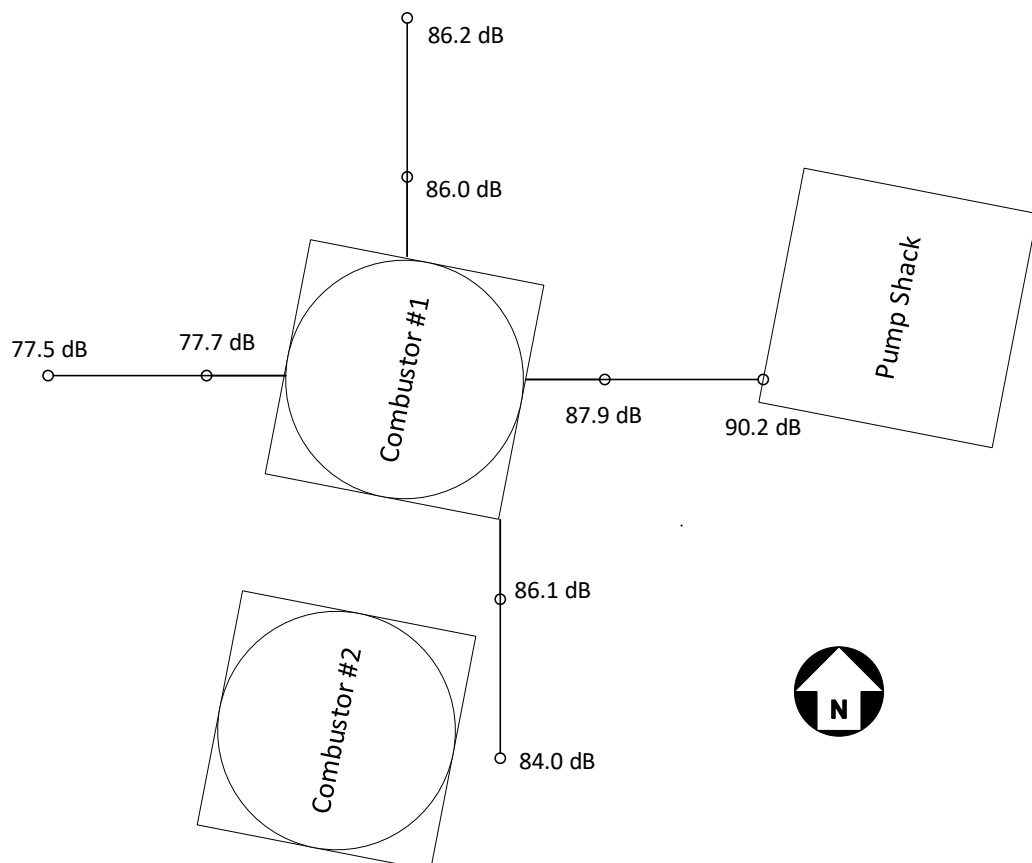 86.2 dB
86.0 dB
Pump Shack
Combustor #1
77.5 dB
77.7 dB
87.9 dB
90.2 dB
86.1 dB
Combustor #2
N
84.0 dB